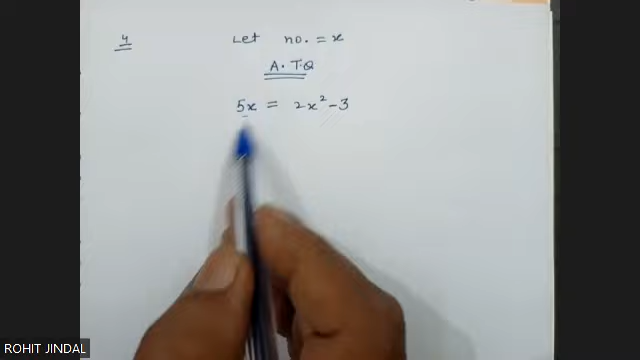 4
Let no. = x
A.T.Q
5x = 2x² - 3
ROHIT JINDAL